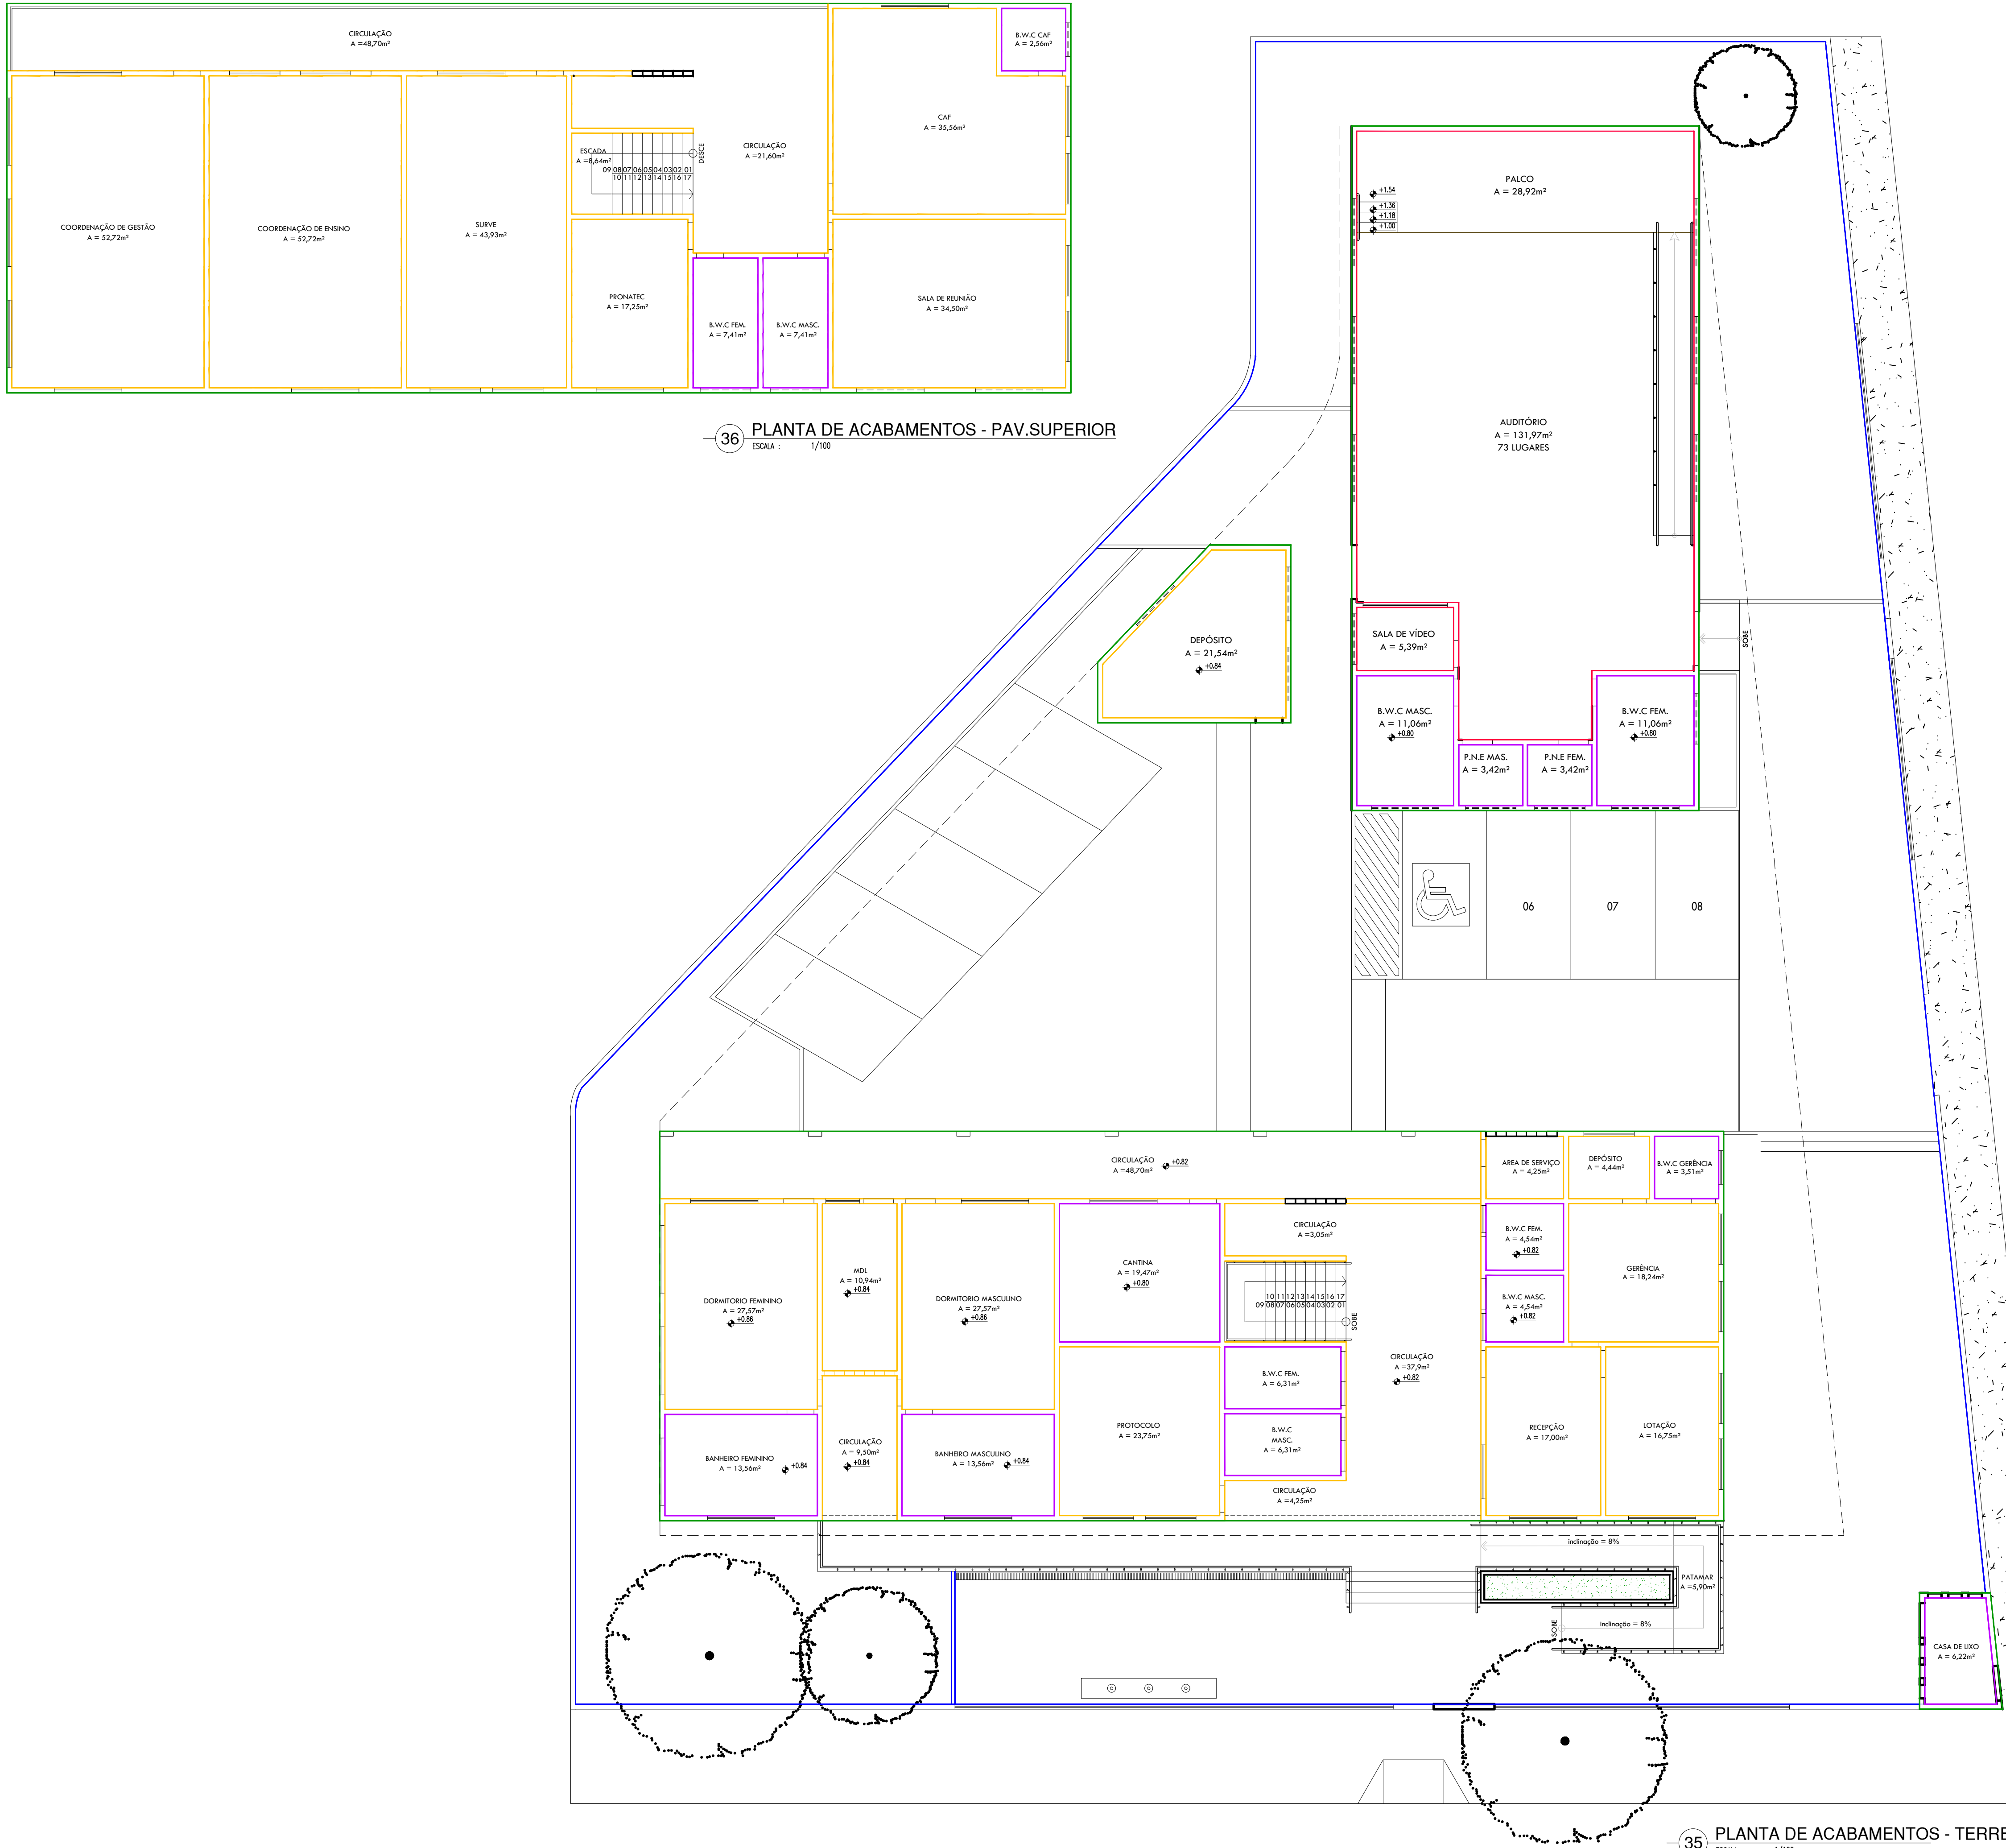 CIRCULAÇÃO
A =48,70m²
B.W.C CAF
A = 2,56m²
CAF
A = 35,56m²
ESCADA
A =8,64m²
09 08 07 06 05 04 03 02 01
10 11 12 13 14 15 16 17
DESCE
CIRCULAÇÃO
A =21,60m²
COORDENAÇÃO DE GESTÃO
A = 52,72m²
COORDENAÇÃO DE ENSINO
A = 52,72m²
SURVE
A = 43,93m²
PRONATEC
A = 17,25m²
B.W.C FEM.
A = 7,41m²
B.W.C MASC.
A = 7,41m²
SALA DE REUNIÃO
A = 34,50m²
36 PLANTA DE ACABAMENTOS - PAV.SUPERIOR
ESCALA : 1/100
PALCO
A = 28,92m²
+1.54
+1.36
+1.18
+1.00
AUDITÓRIO
A = 131,97m²
73 LUGARES
DEPÓSITO
A = 21,54m²
+0.84
SALA DE VÍDEO
A = 5,39m²
SOBE
B.W.C MASC.
A = 11,06m²
+0.80
B.W.C FEM.
A = 11,06m²
+0.80
P.N.E MAS.
A = 3,42m²
P.N.E FEM.
A = 3,42m²
06
07
08
CIRCULAÇÃO
A =48,70m²
+0.82
AREA DE SERVIÇO
A = 4,25m²
DEPÓSITO
A = 4,44m²
B.W.C GERÊNCIA
A = 3,51m²
CIRCULAÇÃO
A =3,05m²
B.W.C FEM.
A = 4,54m²
+0.82
GERÊNCIA
A = 18,24m²
MDL
A = 10,94m²
+0.84
CANTINA
A = 19,47m²
+0.80
DORMITORIO FEMININO
A = 27,57m²
+0.86
DORMITORIO MASCULINO
A = 27,57m²
+0.86
10 11 12 13 14 15 16 17
09 08 07 06 05 04 03 02 01
SOBE
B.W.C MASC.
A = 4,54m²
+0.82
CIRCULAÇÃO
A =37,9m²
+0.82
B.W.C FEM.
A = 6,31m²
PROTOCOLO
A = 23,75m²
B.W.C
MASC.
A = 6,31m²
RECEPÇÃO
A = 17,00m²
LOTAÇÃO
A = 16,75m²
BANHEIRO FEMININO
A = 13,56m²
+0.84
CIRCULAÇÃO
A = 9,50m²
+0.84
BANHEIRO MASCULINO
A = 13,56m²
+0.84
CIRCULAÇÃO
A =4,25m²
inclinação = 8%
PATAMAR
A =5,90m²
SOBE
inclinação = 8%
CASA DE LIXO
A = 6,22m²
35 PLANTA DE ACABAMENTOS - TERRE